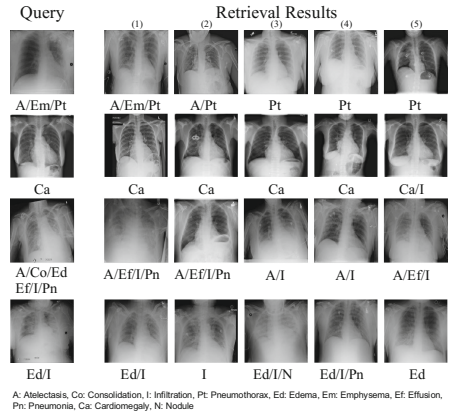 Query Retrieval Results
(1) (2) (3) (4) (5)
A/Em/Pt A/Em/Pt A/Pt Pt Pt Pt
Ca Ca Ca Ca Ca Ca/I
A/Co/Ed A/Ef/I/Pn A/Ef/I/Pn A/I A/I A/Ef/I
Ef/I/Pn
Ed/I Ed/I I Ed/I/N Ed/I/Pn Ed
A: Atelectasis, Co: Consolidation, I: Infiltration, Pt: Pneumothorax, Ed: Edema, Em: Emphysema, Ef: Effusion,
Pn: Pneumonia, Ca: Cardiomegaly, N: Nodule